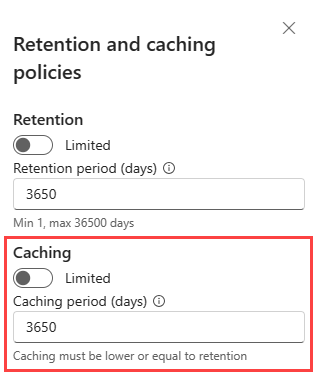 Retention and caching
policies
Retention
Limited
Retention period (days)
3650
Min 1, max 36500 days
Caching
Limited
Caching period (days)
3650
Caching must be lower or equal to retention